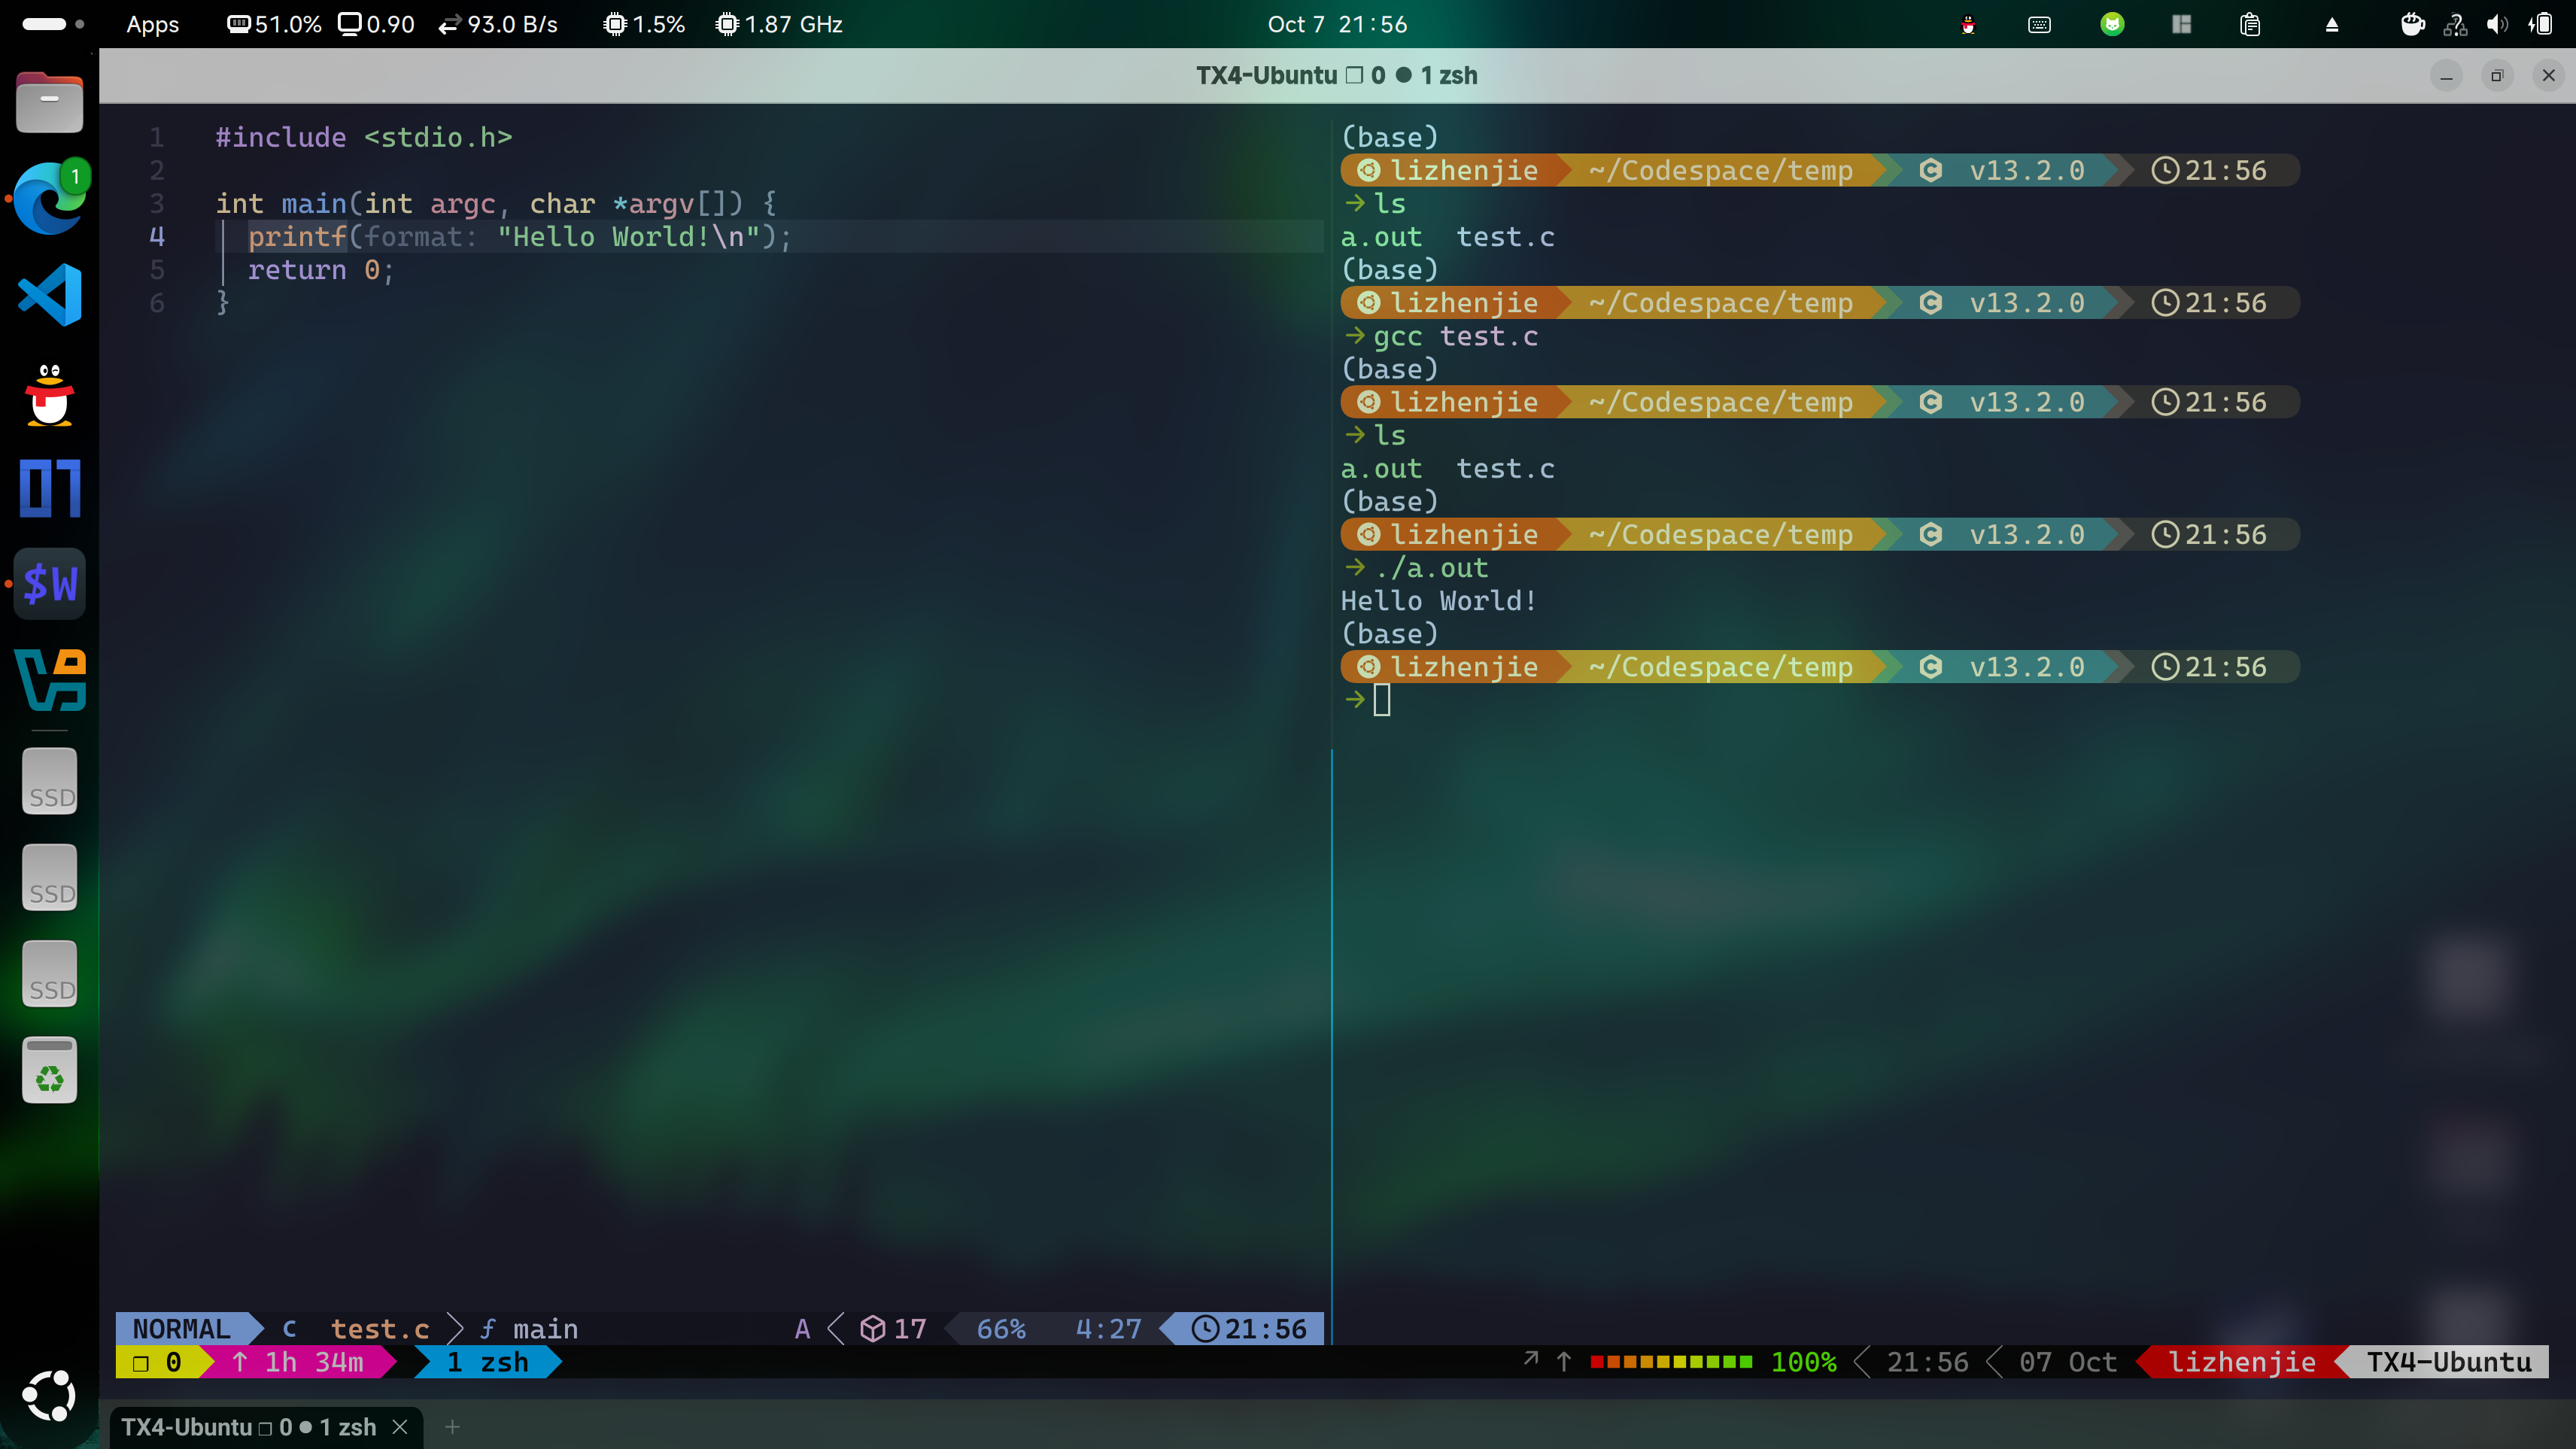 Apps 51.0% 0.90 93.0 B/s 1.5% 1.87 GHz Oct 7 21:56
TX4-Ubuntu ❐ 0 ● 1 zsh
1
01
$W
SSD
SSD
SSD
1 #include <stdio.h>
2
3 int main(int argc, char *argv[]) {
4 printf(format: "Hello World!\n");
5 return 0;
6 }
NORMAL C test.c ƒ main A 17 66% 4:27 21:56
(base)
lizhenjie ~/Codespace/temp C v13.2.0 21:56
→ ls
a.out test.c
(base)
lizhenjie ~/Codespace/temp C v13.2.0 21:56
→ gcc test.c
(base)
lizhenjie ~/Codespace/temp C v13.2.0 21:56
→ ls
a.out test.c
(base)
lizhenjie ~/Codespace/temp C v13.2.0 21:56
→ ./a.out
Hello World!
(base)
lizhenjie ~/Codespace/temp C v13.2.0 21:56
→
❐ 0 ↑ 1h 34m 1 zsh ↗ ↑ 100% 21:56 07 Oct lizhenjie TX4-Ubuntu
TX4-Ubuntu ❐ 0 ● 1 zsh × +